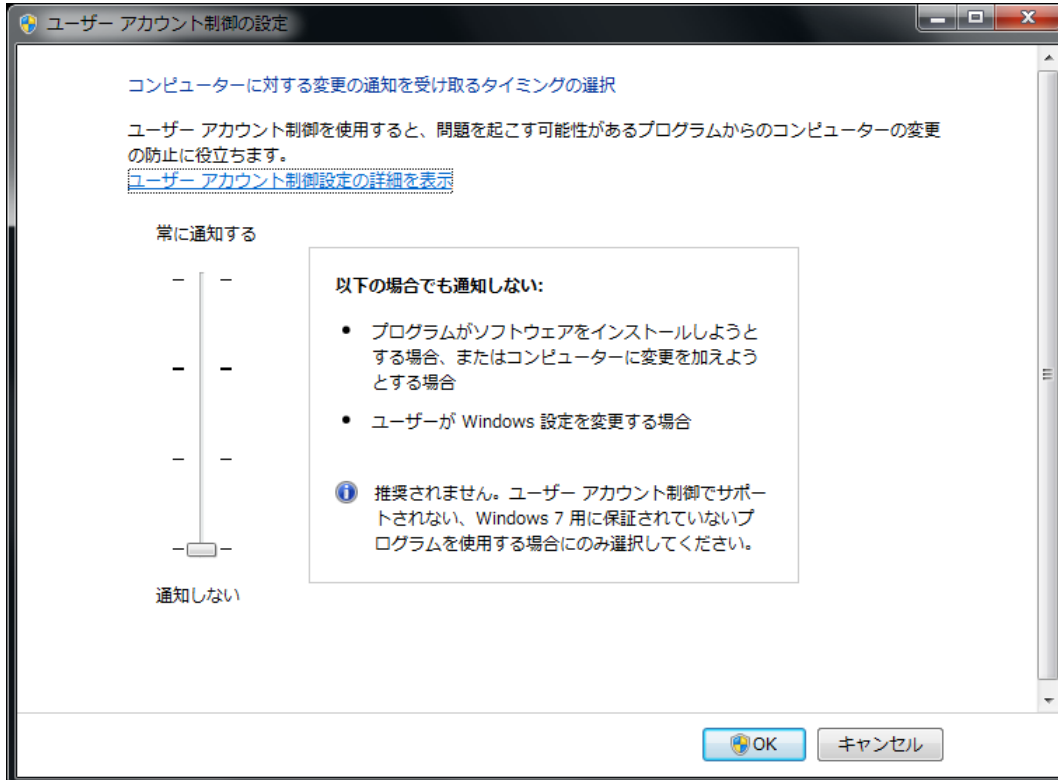 ユーザー アカウント制御の設定
コンピューターに対する変更の通知を受け取るタイミングの選択
ユーザー アカウント制御を使用すると、問題を起こす可能性があるプログラムからのコンピューターの変更
の防止に役立ちます。
ユーザー アカウント制御設定の詳細を表示
常に通知する
以下の場合でも通知しない:
• プログラムがソフトウェアをインストールしようと
する場合、またはコンピューターに変更を加えよう
とする場合
• ユーザーが Windows 設定を変更する場合
推奨されません。ユーザー アカウント制御でサポー
トされない、Windows 7 用に保証されていないプ
ログラムを使用する場合にのみ選択してください。
通知しない
OK
キャンセル